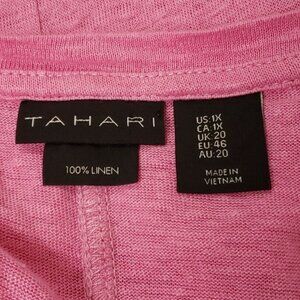 TAHARI
100% LINEN
US:1X
CA:1X
UK:20
EU:46
AU:20
MADE IN
VIETNAM